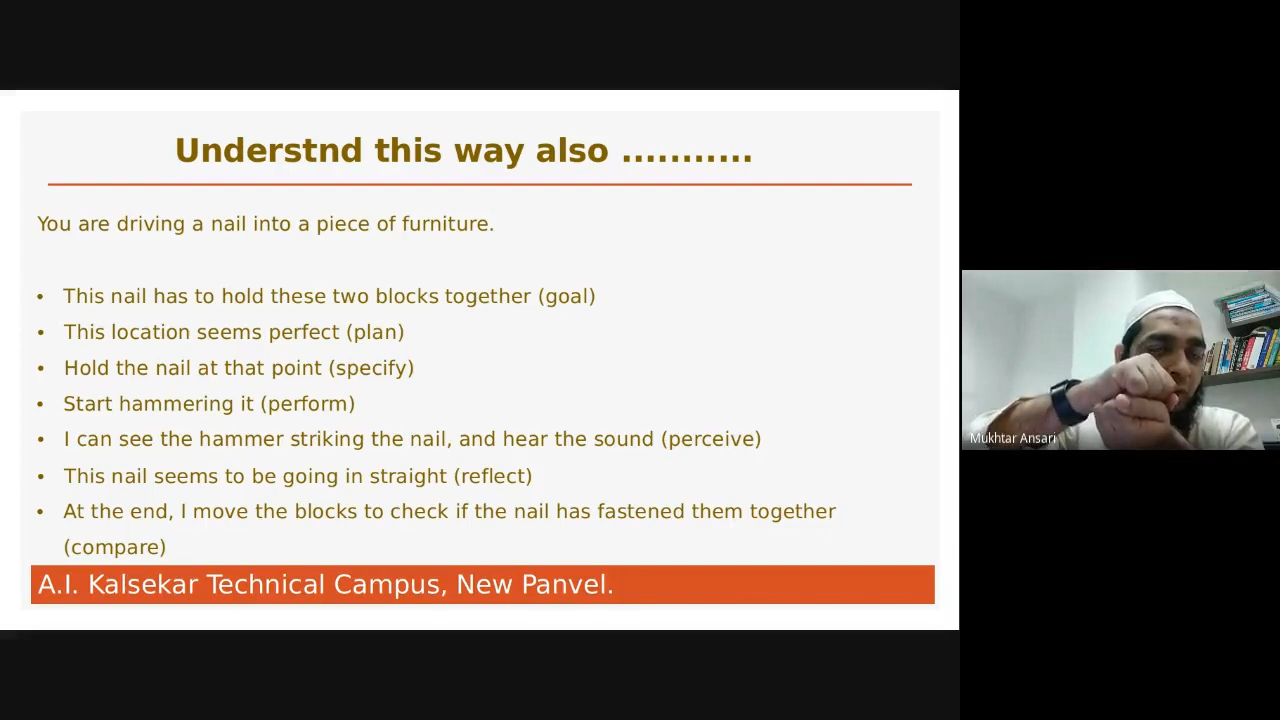 Understnd this way also ...........
You are driving a nail into a piece of furniture.
• This nail has to hold these two blocks together (goal)
• This location seems perfect (plan)
• Hold the nail at that point (specify)
• Start hammering it (perform)
• I can see the hammer striking the nail, and hear the sound (perceive)
• This nail seems to be going in straight (reflect)
• At the end, I move the blocks to check if the nail has fastened them together
(compare)
A.I. Kalsekar Technical Campus, New Panvel.
Mukhtar Ansari